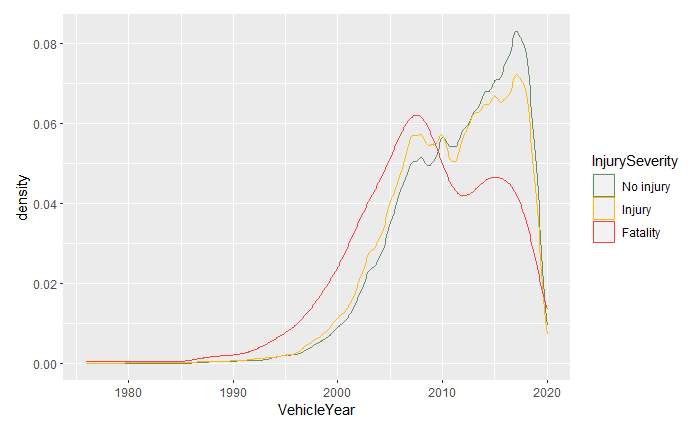 density
0.08
0.06
0.04
0.02
0.00
1980 1990 2000 2010 2020
VehicleYear
InjurySeverity
No injury
Injury
Fatality